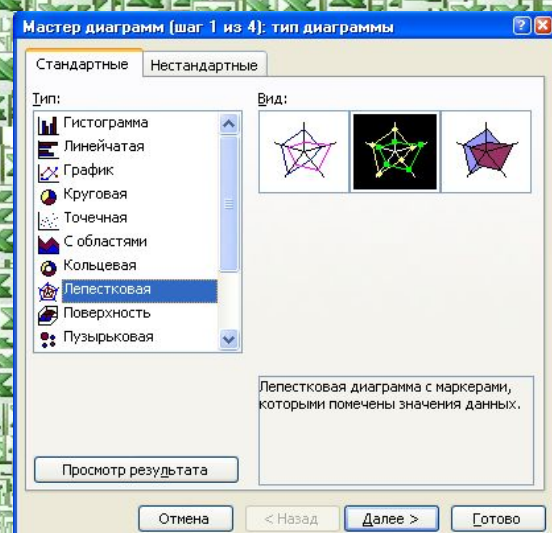 Мастер диаграмм (шаг 1 из 4): тип диаграммы
Стандартные
Нестандартные
Тип:
Вид:
Гистограмма
Линейчатая
График
Круговая
Точечная
С областями
Кольцевая
Лепестковая
Поверхность
Пузырьковая
Лепестковая диаграмма с маркерами,
которыми помечены значения данных.
Просмотр результата
Отмена
< Назад
Далее >
Готово